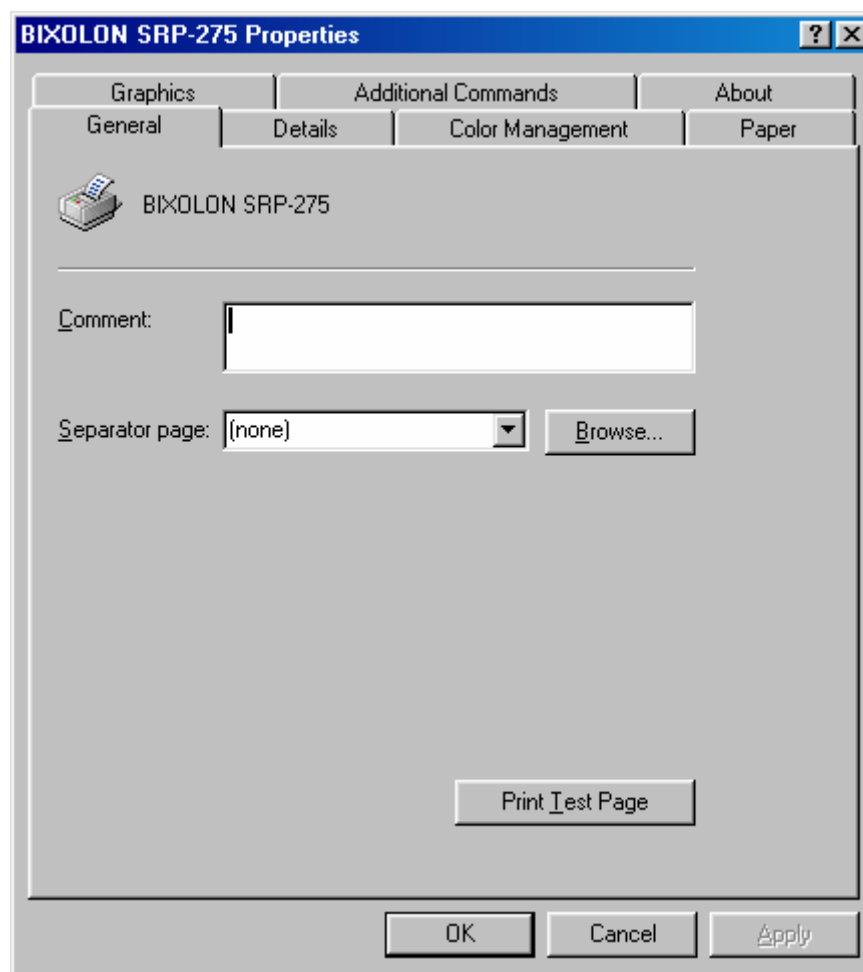 BIXOLON SRP-275 Properties
Graphics Additional Commands About
General Details Color Management Paper
BIXOLON SRP-275
Comment:
Separator page: (none) Browse...
Print Test Page
OK Cancel Apply